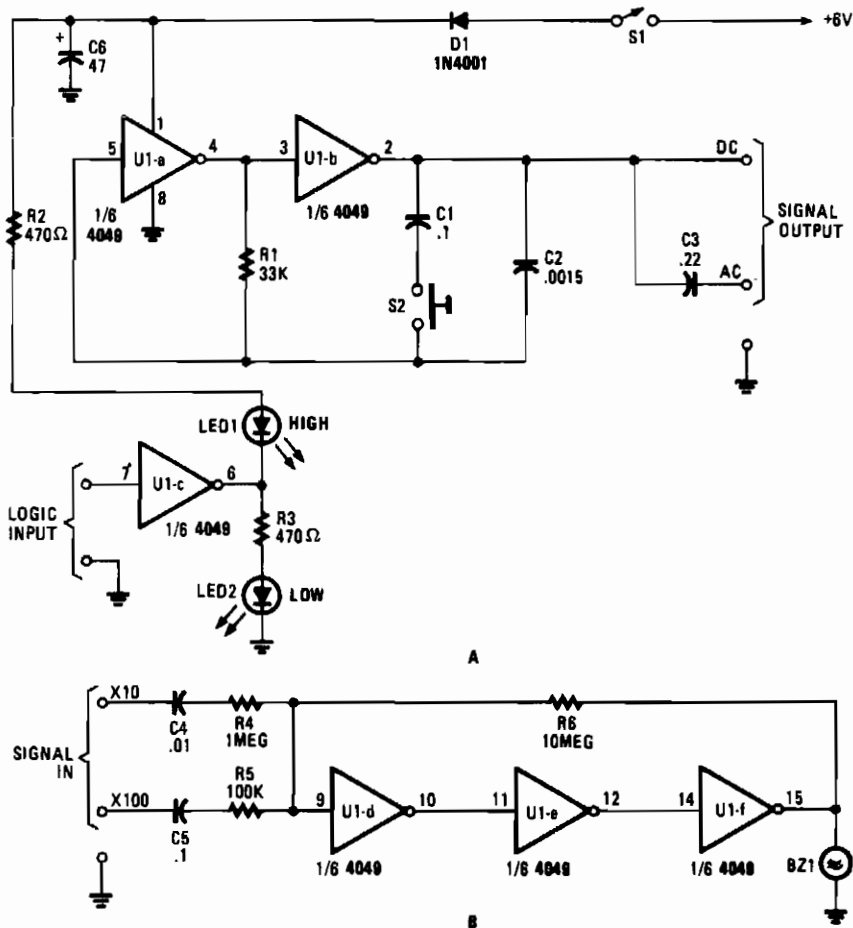 +6V
S1
D1
1N4001
+
C6
47
1
5
U1-a
4
8
1/6
4049
3
U1-b
2
1/6 4049
DC
SIGNAL
OUTPUT
C3
.22
AC
R2
470Ω
R1
33K
C1
.1
S2
C2
.0015
LED1
HIGH
LOGIC
INPUT
7
U1-c
6
1/6 4049
R3
470Ω
LED2
LOW
A
SIGNAL
IN
X10
C4
.01
R4
1MEG
R6
10MEG
X100
C5
.1
R5
100K
9
U1-d
10
1/6 4049
11
U1-e
12
1/6 4049
14
U1-f
15
1/6 4049
BZ1
B